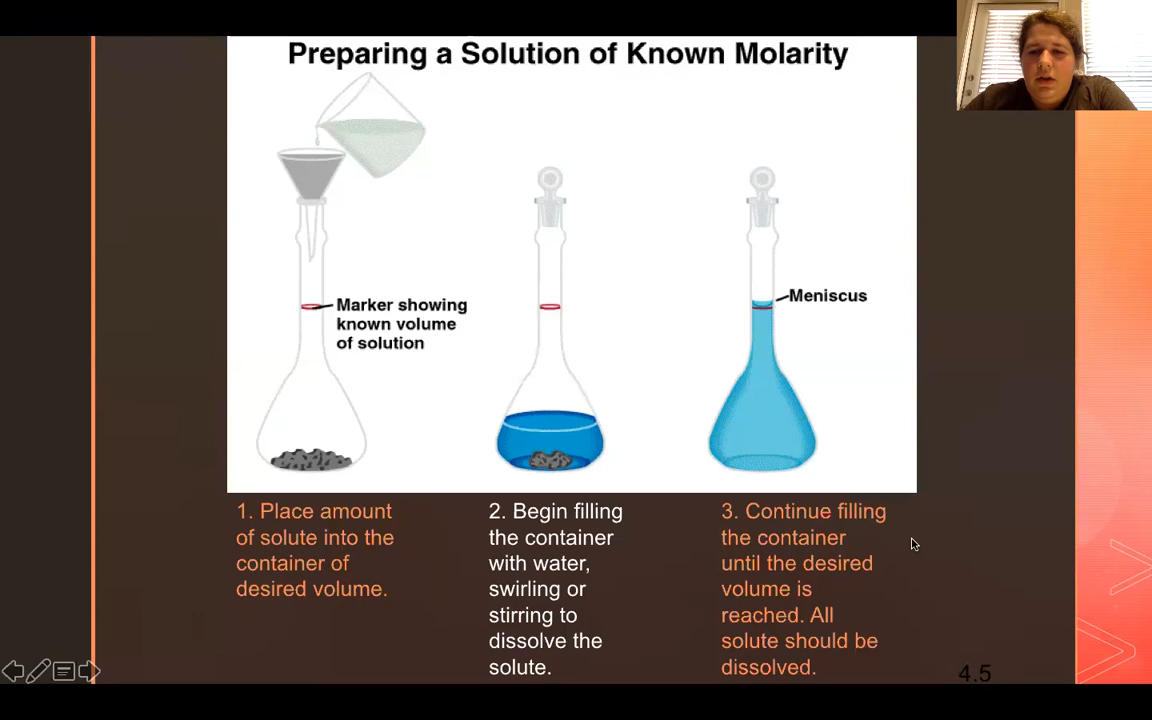 Preparing a Solution of Known Molarity
Marker showing
known volume
of solution
Meniscus
1. Place amount
of solute into the
container of
desired volume.
2. Begin filling
the container
with water,
swirling or
stirring to
dissolve the
solute.
3. Continue filling
the container
until the desired
volume is
reached. All
solute should be
dissolved.
4.5